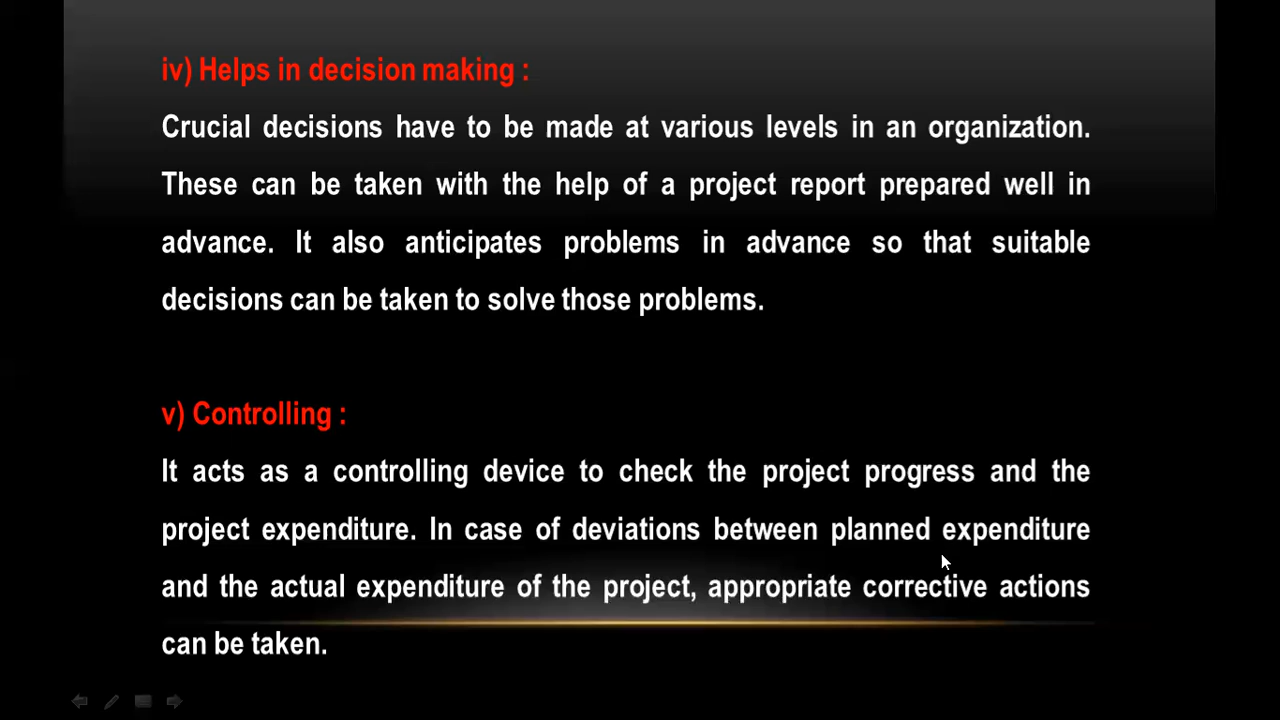 iv) Helps in decision making :
Crucial decisions have to be made at various levels in an organization.
These can be taken with the help of a project report prepared well in
advance. It also anticipates problems in advance so that suitable
decisions can be taken to solve those problems.
v) Controlling :
It acts as a controlling device to check the project progress and the
project expenditure. In case of deviations between planned expenditure
and the actual expenditure of the project, appropriate corrective actions
can be taken.